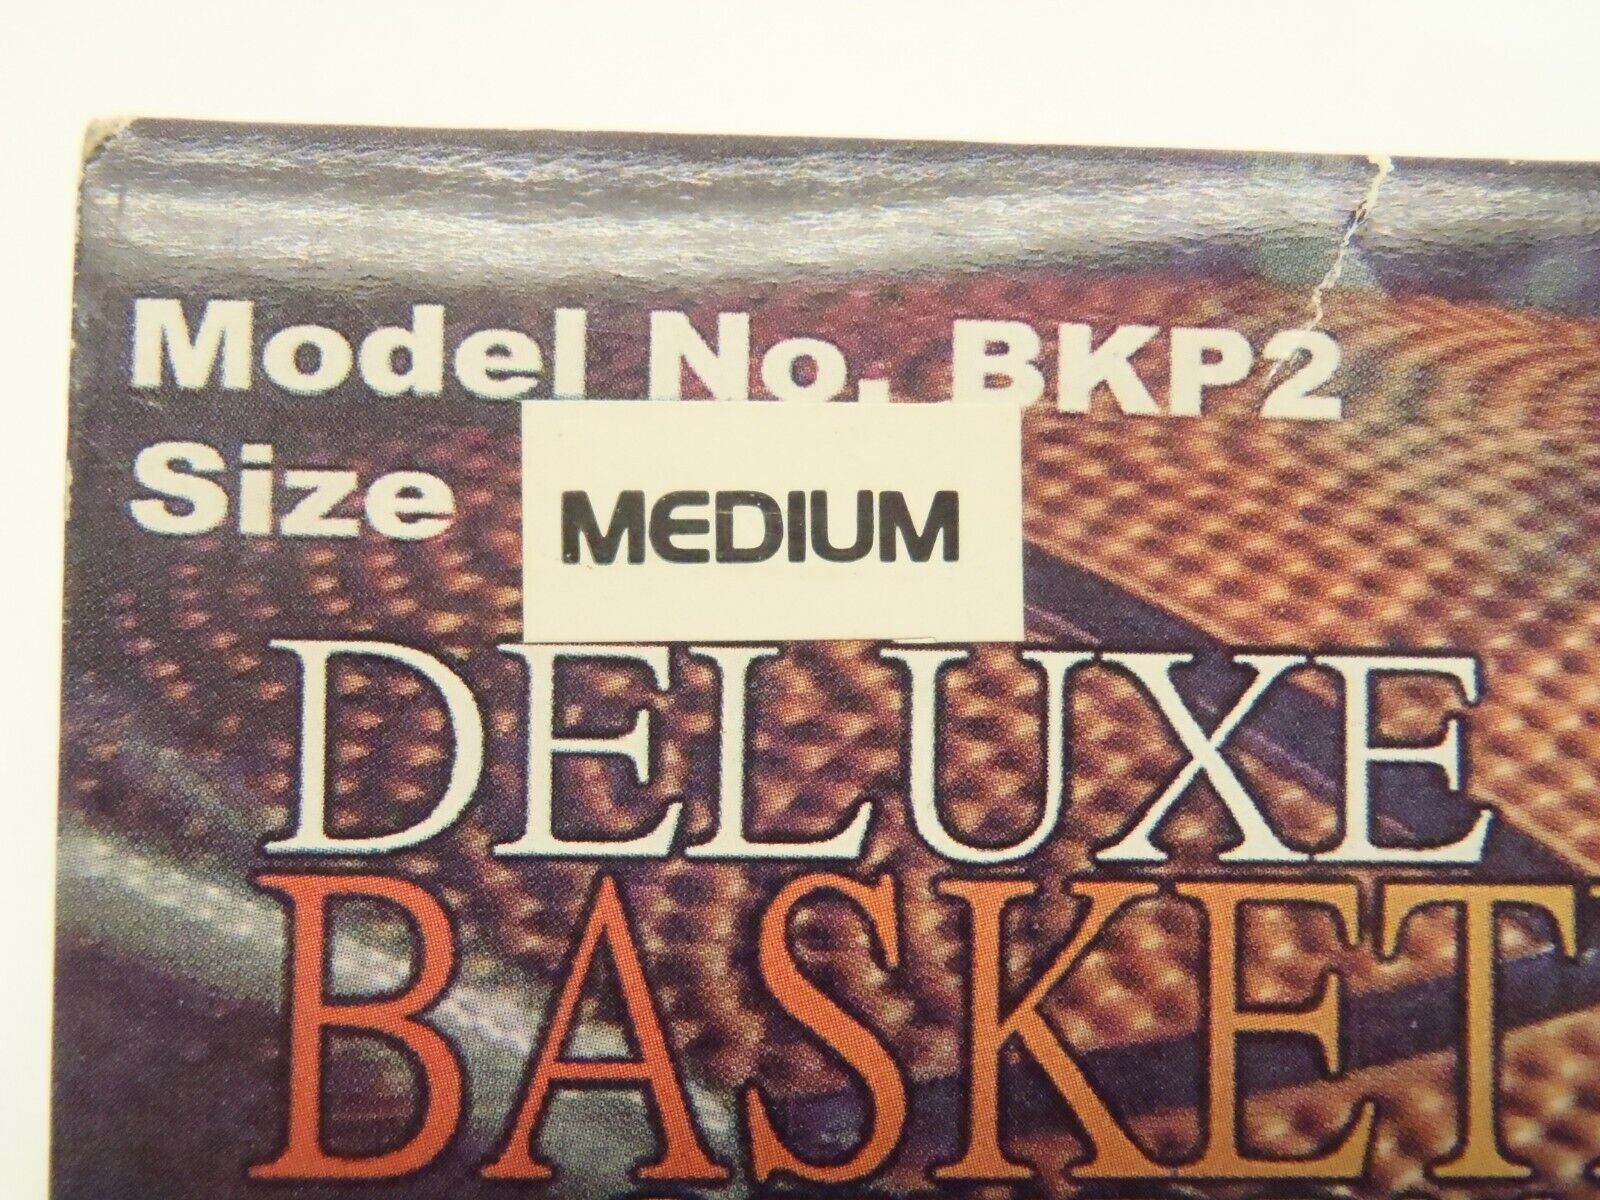 Model No. BKP2
Size MEDIUM
DELUXE
BASKET